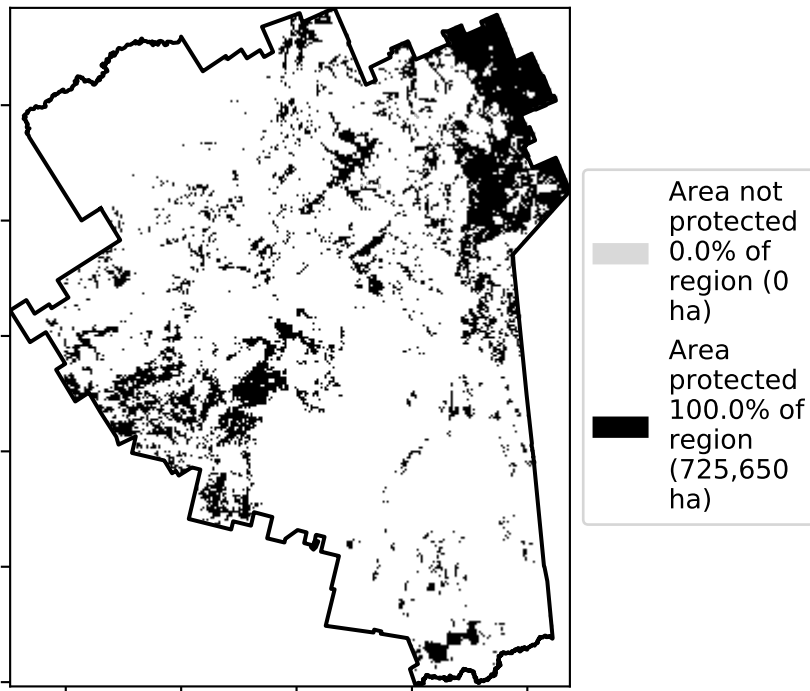 Area not
protected
0.0% of
region (0
ha)
Area
protected
100.0% of
region
(725,650
ha)